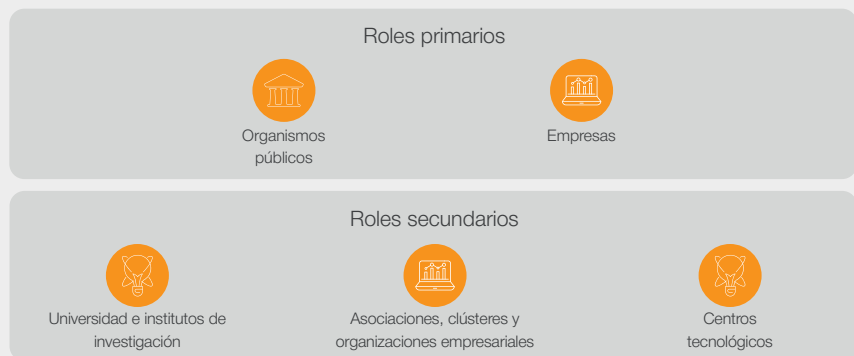 Roles primarios
Organismos
públicos
Empresas
Roles secundarios
Universidad e institutos de
investigación
Asociaciones, clústeres y
organizaciones empresariales
Centros
tecnológicos